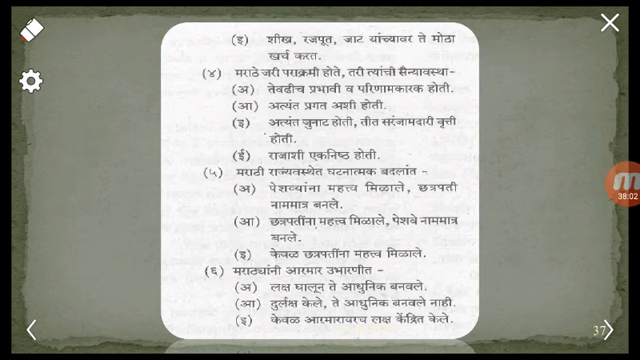 (इ) शीख, रजपूत, जाट यांच्यावर ते मोठा
खर्च करत.
(४) मराठे जरी पराक्रमी होते, तरी त्यांची सैन्यावस्था-
(अ) तेवढीच प्रभावी व परिणामकारक होती.
(आ) अत्यंत प्रगत अशी होती.
(इ) अत्यंत जुनाट होती, तीत सरंजामदारी वृत्ती
होती.
(ई) राजाशी एकनिष्ठ होती.
(५) मराठी राज्यवस्थेत घटनात्मक बदलांत -
(अ) पेशव्यांना महत्त्व मिळाले, छत्रपती
नाममात्र बनले.
(आ) छत्रपतींना महत्त्व मिळाले, पेशवे नाममात्र
बनले.
(इ) केवळ छत्रपतींना महत्त्व मिळाले.
(६) मराठ्यांनी आरमार उभारणीत -
(अ) लक्ष घालून ते आधुनिक बनवले.
(आ) दुर्लक्ष केले, ते आधुनिक बनवले नाही.
(इ) केवळ आरमारावरच लक्ष केंद्रित केले.
38:02
37